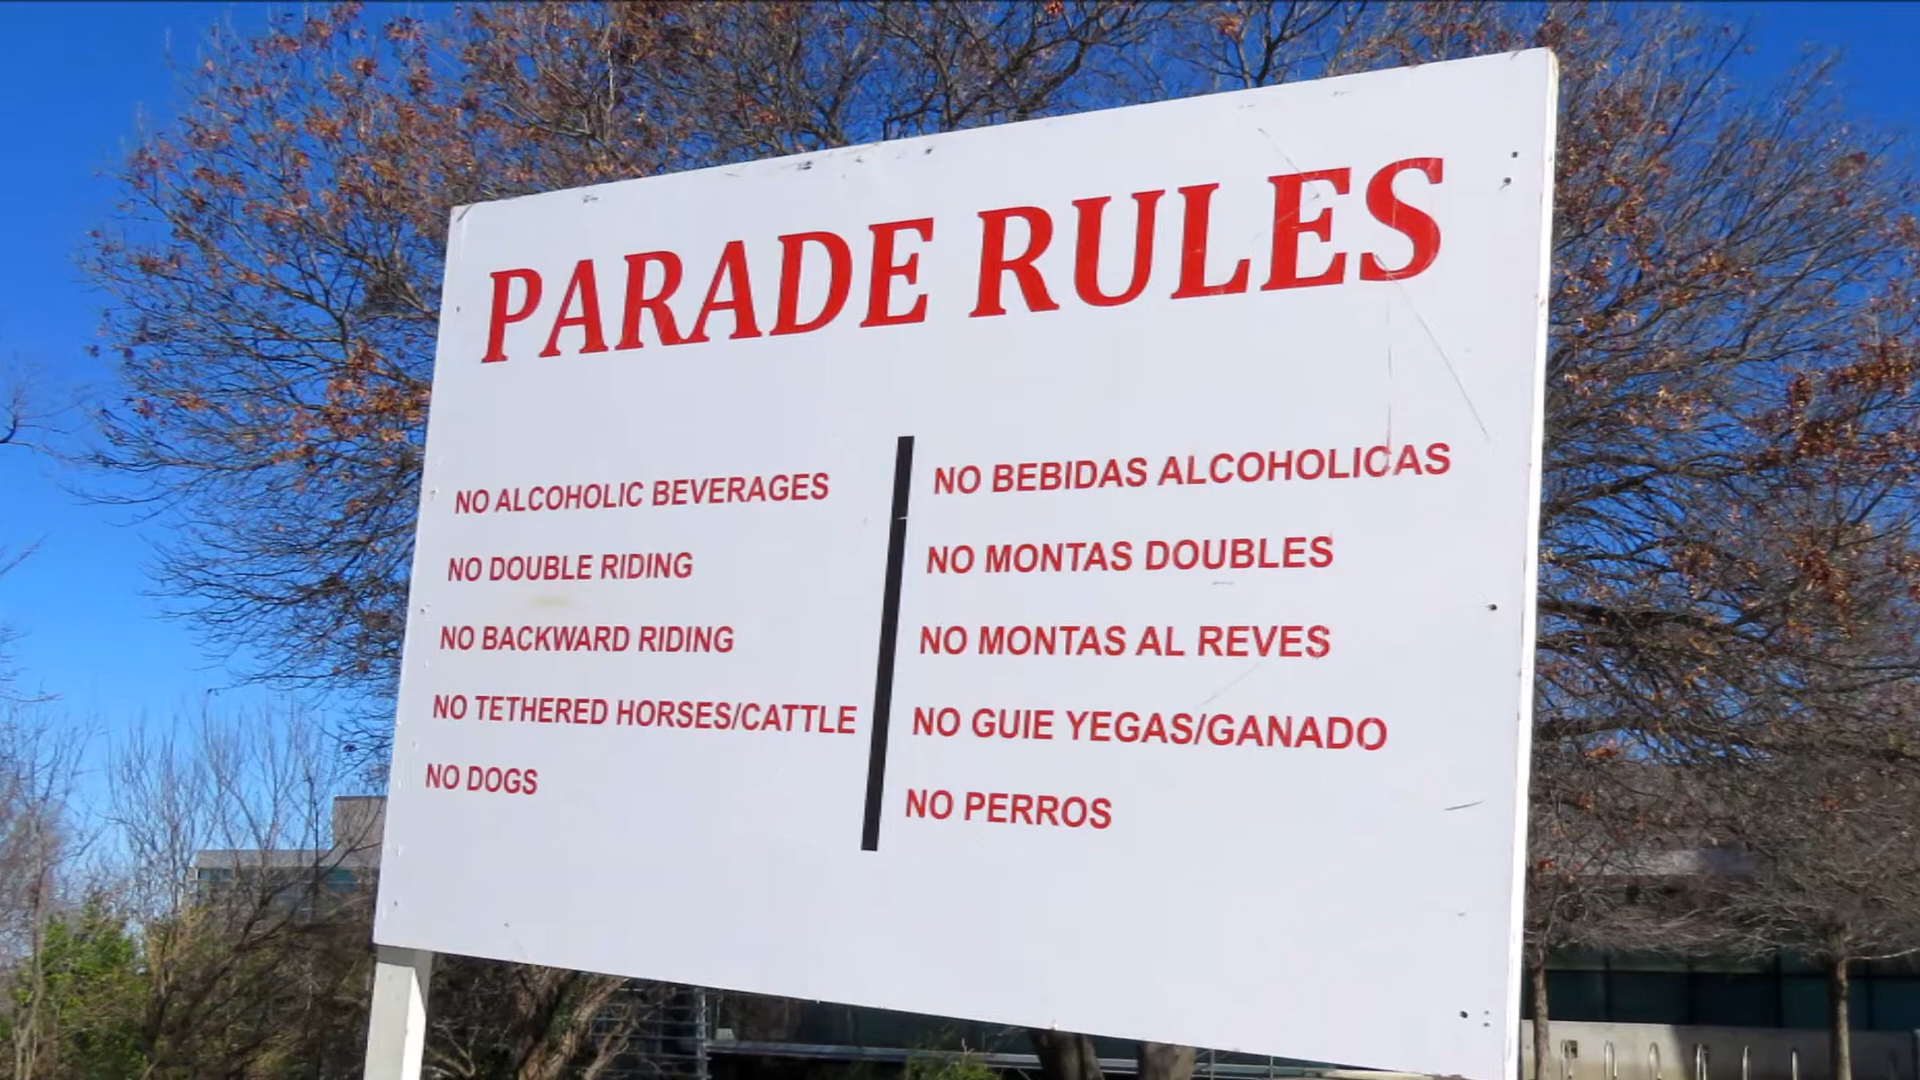 PARADE RULES
NO ALCOHOLIC BEVERAGES
NO DOUBLE RIDING
NO BACKWARD RIDING
NO TETHERED HORSES/CATTLE
NO DOGS
NO BEBIDAS ALCOHOLICAS
NO MONTAS DOUBLES
NO MONTAS AL REVES
NO GUIE YEGAS/GANADO
NO PERROS